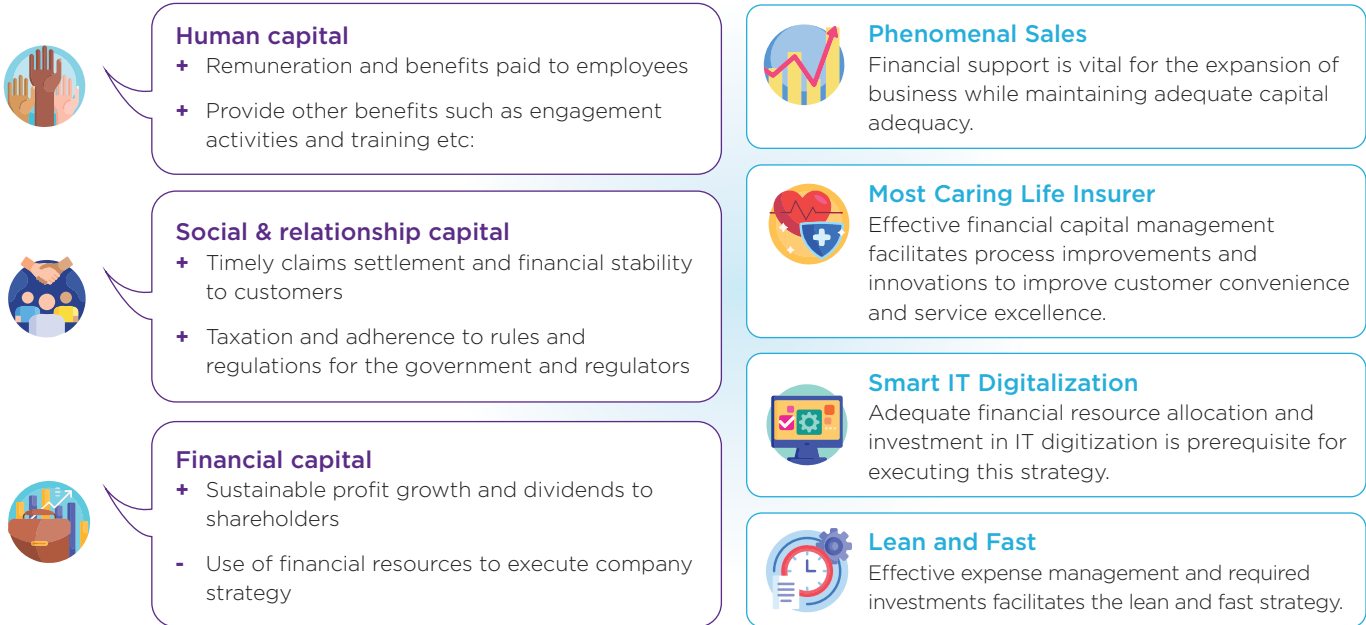 Human capital
+ Remuneration and benefits paid to employees
+ Provide other benefits such as engagement
activities and training etc:
Social & relationship capital
+ Timely claims settlement and financial stability
to customers
+ Taxation and adherence to rules and
regulations for the government and regulators
Financial capital
+ Sustainable profit growth and dividends to
shareholders
- Use of financial resources to execute company
strategy
Phenomenal Sales
Financial support is vital for the expansion of
business while maintaining adequate capital
adequacy.
Most Caring Life Insurer
Effective financial capital management
facilitates process improvements and
innovations to improve customer convenience
and service excellence.
Smart IT Digitalization
Adequate financial resource allocation and
investment in IT digitization is prerequisite for
executing this strategy.
Lean and Fast
Effective expense management and required
investments facilitates the lean and fast strategy.